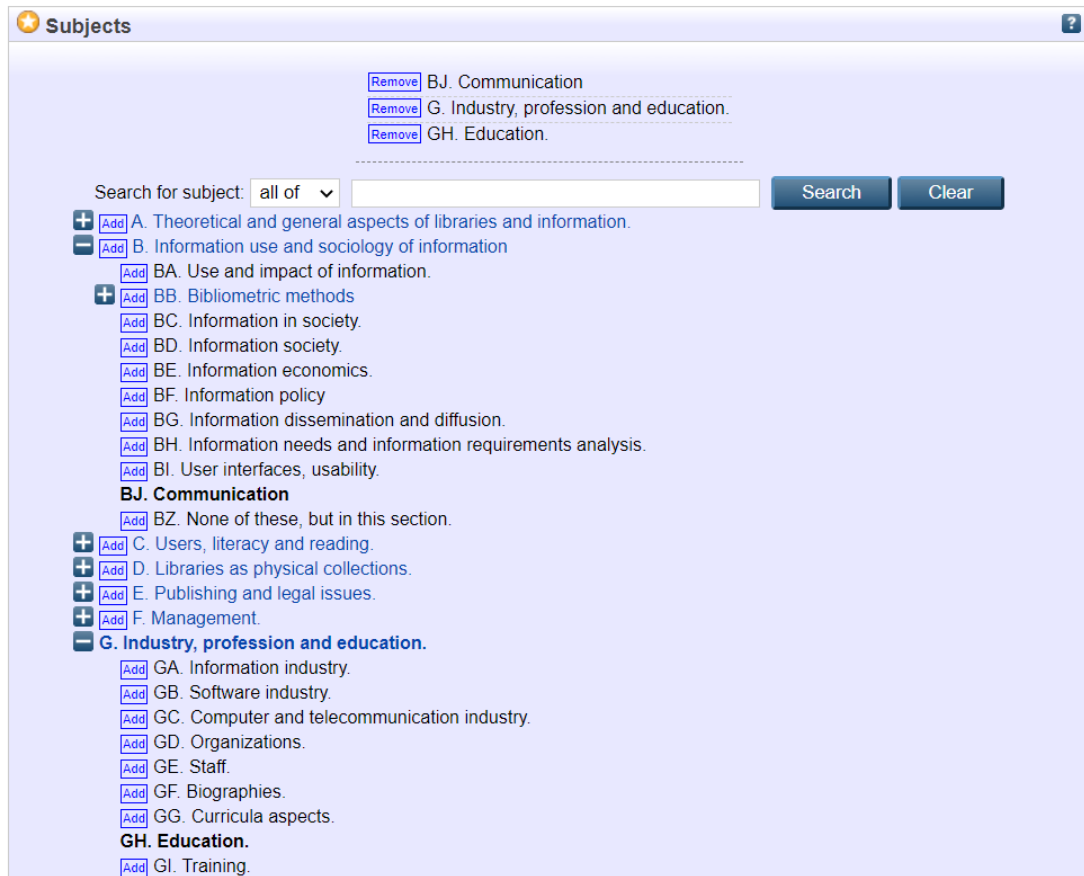 Subjects
?
Remove BJ. Communication
Remove G. Industry, profession and education.
Remove GH. Education.
Search for subject: all of Search Clear
Add A. Theoretical and general aspects of libraries and information.
Add B. Information use and sociology of information
Add BA. Use and impact of information.
Add BB. Bibliometric methods
Add BC. Information in society.
Add BD. Information society.
Add BE. Information economics.
Add BF. Information policy
Add BG. Information dissemination and diffusion.
Add BH. Information needs and information requirements analysis.
Add BI. User interfaces, usability.
BJ. Communication
Add BZ. None of these, but in this section.
Add C. Users, literacy and reading.
Add D. Libraries as physical collections.
Add E. Publishing and legal issues.
Add F. Management.
G. Industry, profession and education.
Add GA. Information industry.
Add GB. Software industry.
Add GC. Computer and telecommunication industry.
Add GD. Organizations.
Add GE. Staff.
Add GF. Biographies.
Add GG. Curricula aspects.
GH. Education.
Add GI. Training.